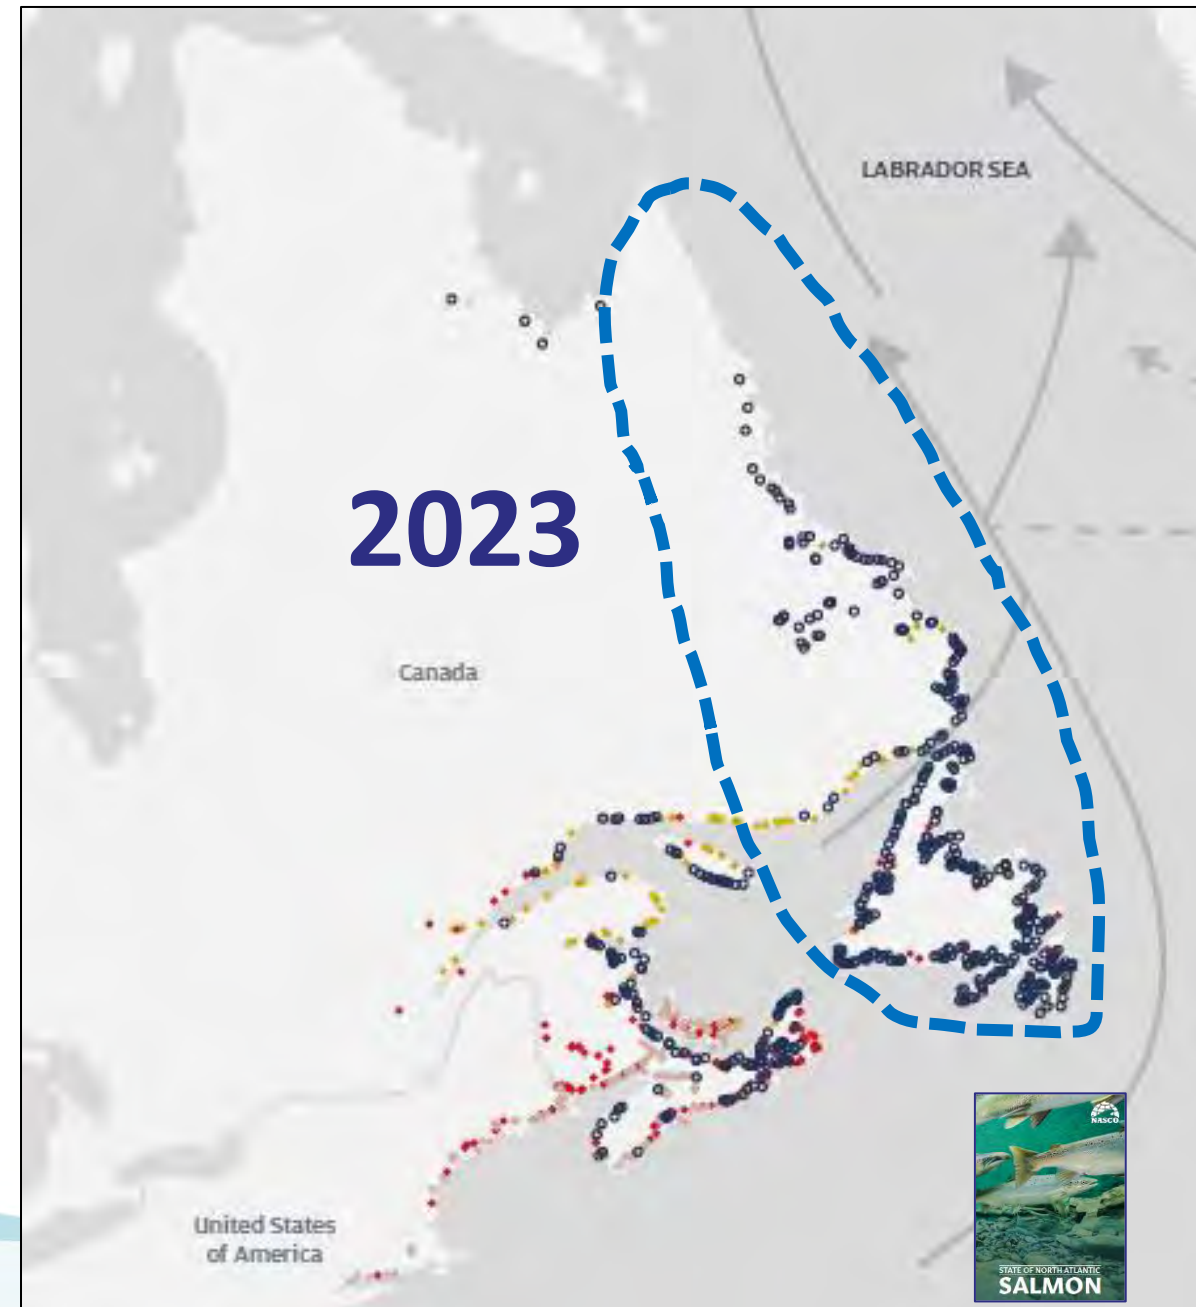 LABRADOR SEA
2023
Canada
NASCO
United States
of America
STATE OF NORTH ATLANTIC
SALMON